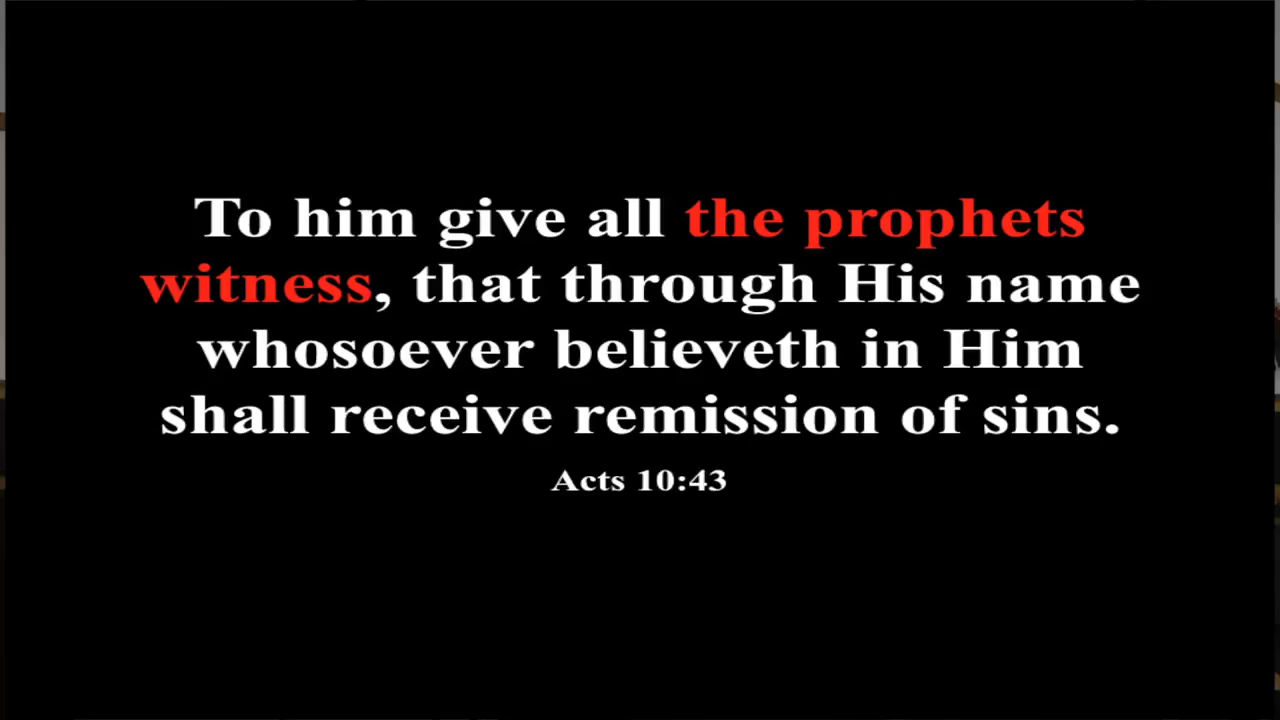 To him give all the prophets
witness, that through His name
whosoever believeth in Him
shall receive remission of sins.
Acts 10:43